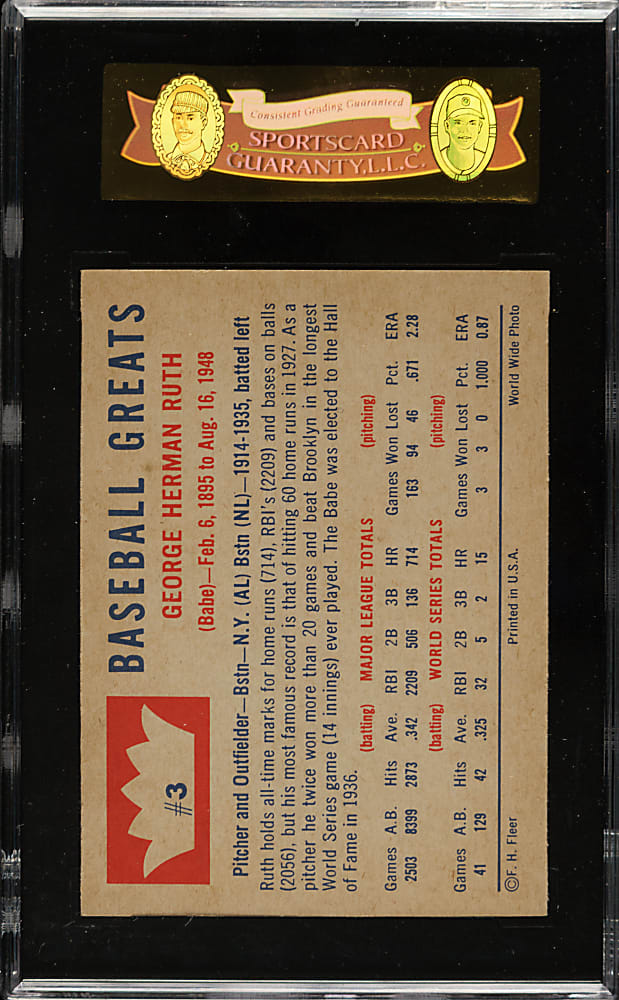 Consistent Grading Guaranteed
SPORTSCARD
GUARANTY, L.L.C.
#3
BASEBALL GREATS
GEORGE HERMAN RUTH
(Babe)—Feb. 6, 1895 to Aug. 16, 1948
Pitcher and Outfielder—Bstn—N.Y. (AL) Bstn (NL)—1914-1935, batted left
Ruth holds all-time marks for home runs (714), RBI's (2209) and bases on balls
(2056), but his most famous record is that of hitting 60 home runs in 1927. As a
pitcher he twice won more than 20 games and beat Brooklyn in the longest
World Series game (14 innings) ever played. The Babe was elected to the Hall
of Fame in 1936.
(batting) MAJOR LEAGUE TOTALS (pitching)
Games A.B. Hits Ave. RBI 2B 3B HR Games Won Lost Pct. ERA
2503 8399 2873 .342 2209 506 136 714 163 94 46 .671 2.28
(batting) WORLD SERIES TOTALS (pitching)
Games A.B. Hits Ave. RBI 2B 3B HR Games Won Lost Pct. ERA
41 129 42 .325 32 5 2 15 3 3 0 1.000 0.87
©F. H. Fleer Printed in U.S.A. World Wide Photo